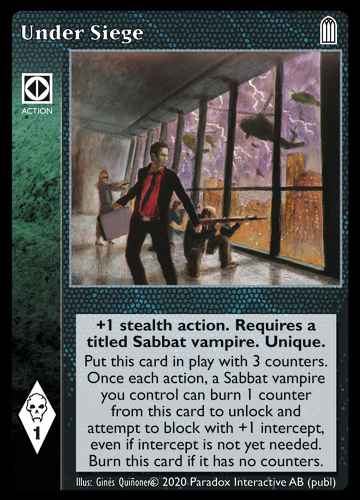 Under Siege
ACTION
+1 stealth action. Requires a
titled Sabbat vampire. Unique.
Put this card in play with 3 counters.
Once each action, a Sabbat vampire
you control can burn 1 counter
from this card to unlock and
attempt to block with +1 intercept,
even if intercept is not yet needed.
Burn this card if it has no counters.
1
Illus: Ginés Quiñonero © 2020 Paradox Interactive AB (publ)